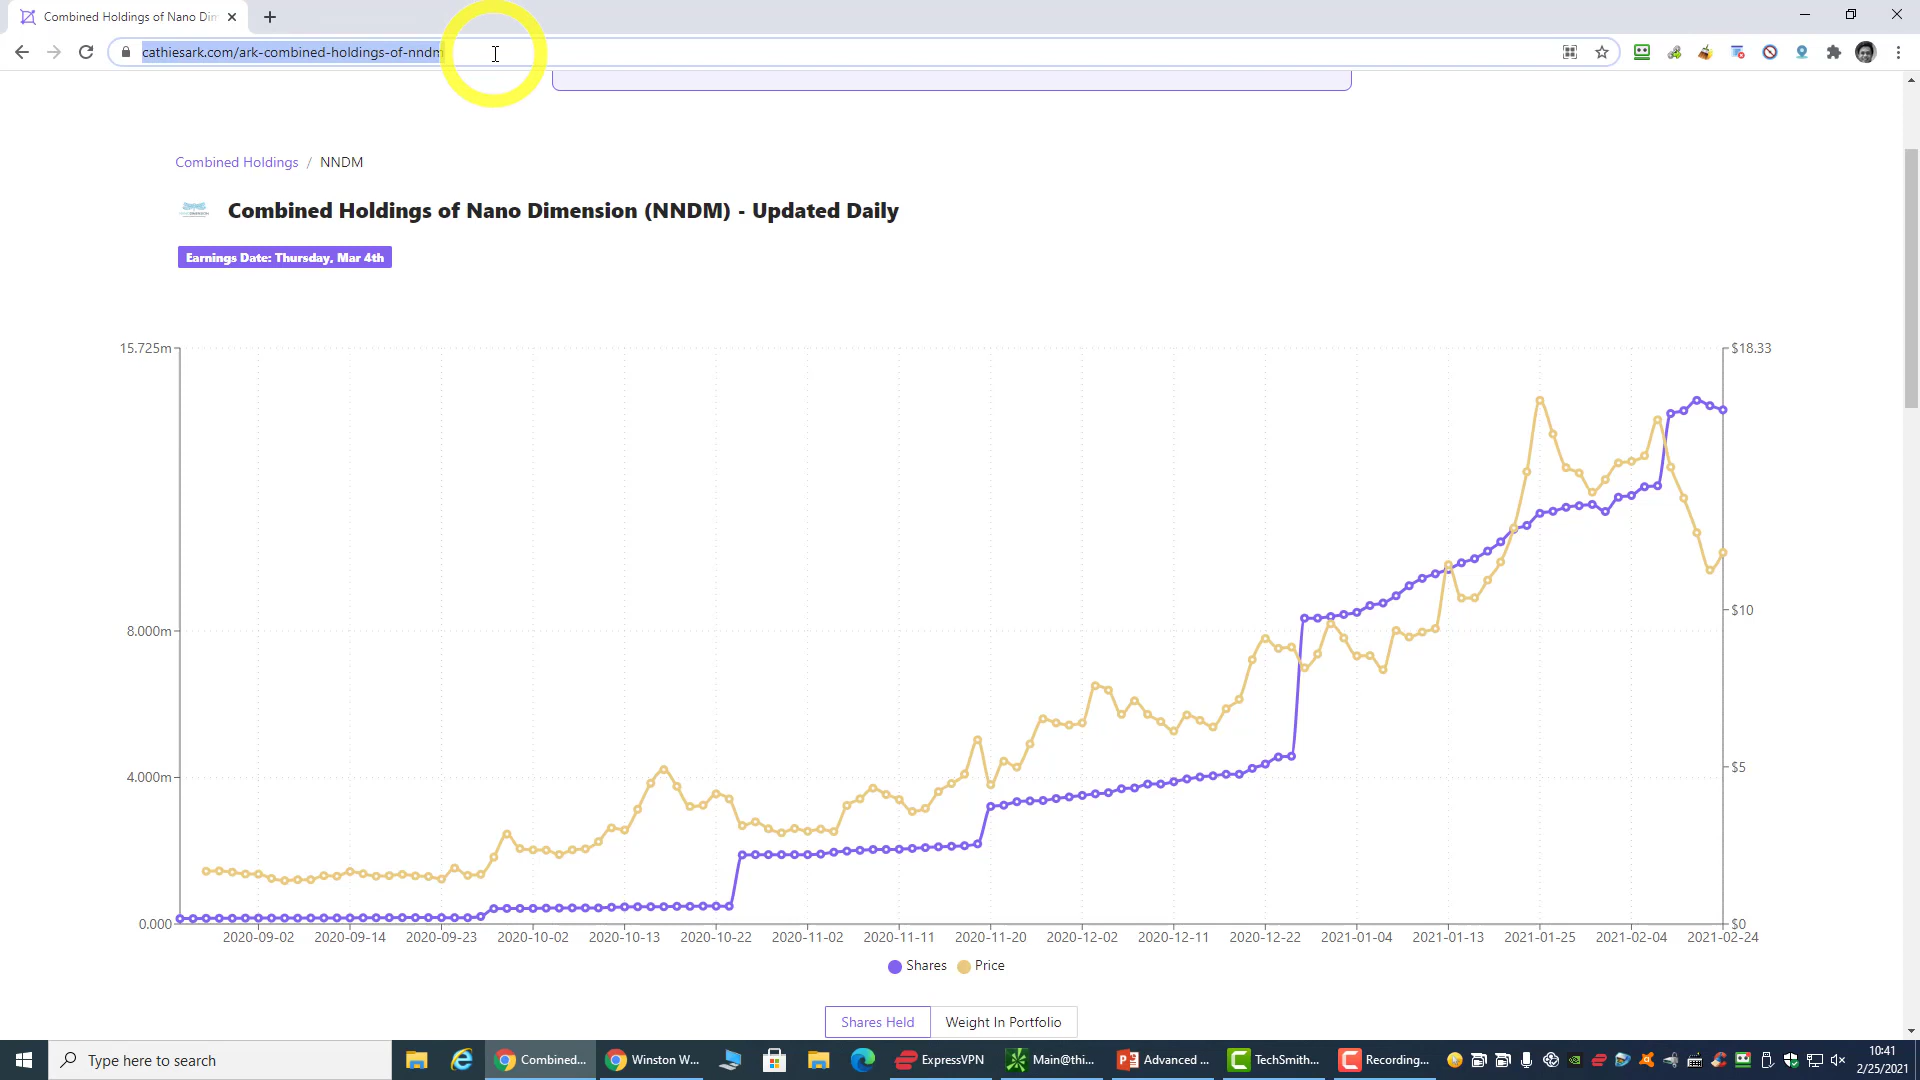 Combined Holdings of Nano Dim
cathiesark.com/ark-combined-holdings-of-nndm
Combined Holdings / NNDM
Combined Holdings of Nano Dimension (NNDM) - Updated Daily
Earnings Date: Thursday, Mar 4th
15.725m
$18.33
$10
8.000m
4.000m
$5
0.000
$0
2020-09-02 2020-09-14 2020-09-23 2020-10-02 2020-10-13 2020-10-22 2020-11-02 2020-11-11 2020-11-20 2020-12-02 2020-12-11 2020-12-22 2021-01-04 2021-01-13 2021-01-25 2021-02-04 2021-02-24
Shares Price
Shares Held Weight In Portfolio
Type here to search
Combined...
Winston W...
ExpressVPN
Main@thi...
Advanced ...
TechSmith...
Recording...
10:41
2/25/2021